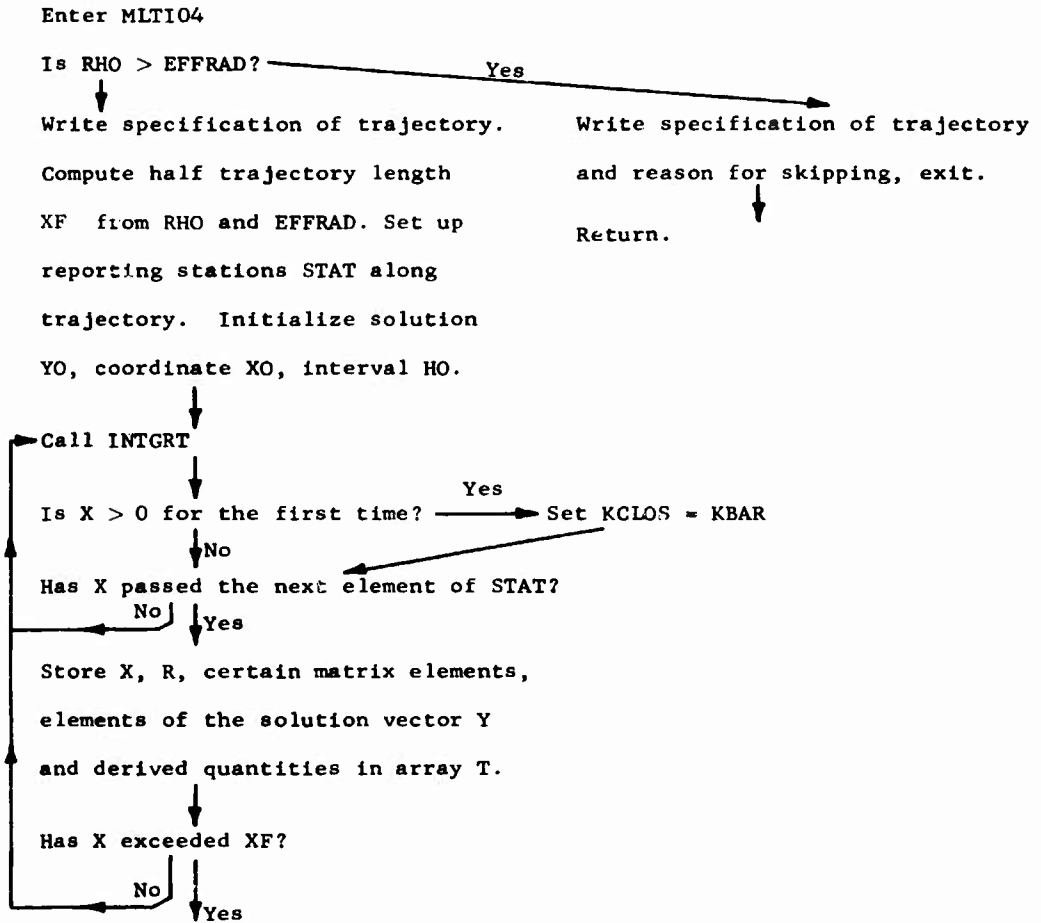 Enter MLTIO4
Is RHO > EFFRAD?
Yes
Write specification of trajectory.
Compute half trajectory length
XF from RHO and EFFRAD. Set up
reporting stations STAT along
trajectory. Initialize solution
YO, coordinate XO, interval HO.
Write specification of trajectory
and reason for skipping, exit.
Return.
Call INTGRT
Is X > 0 for the first time?
Yes
Set KCLOS = KBAR
No
Has X passed the next element of STAT?
No
Yes
Store X, R, certain matrix elements,
elements of the solution vector Y
and derived quantities in array T.
Has X exceeded XF?
No
Yes